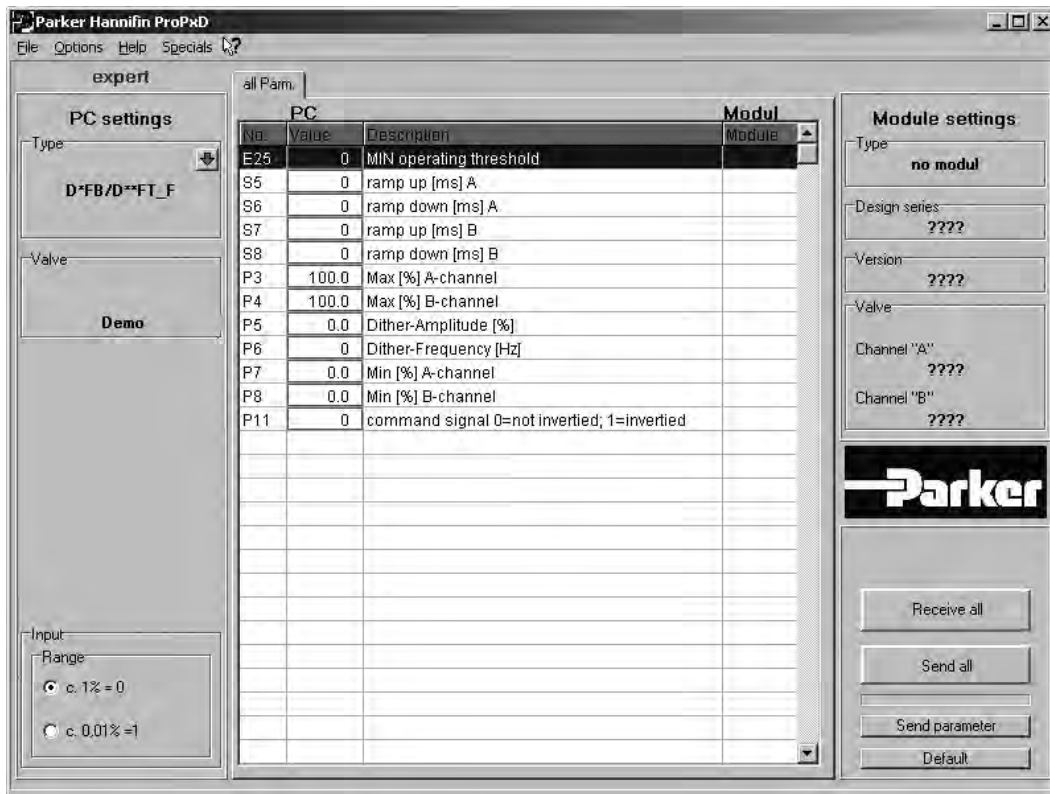 Parker Hannifin ProPxD
File Options Help Specials
expert
PC settings
Type
D*FB/D**FT_F
Valve
Demo
Input
Range
c. 1% = 0
c. 0,01% =1
all Parm.
PC Modul
No. Value Description Module
E25 0 MIN operating threshold
S5 0 ramp up [ms] A
S6 0 ramp down [ms] A
S7 0 ramp up [ms] B
S8 0 ramp down [ms] B
P3 100.0 Max [%] A-channel
P4 100.0 Max [%] B-channel
P5 0.0 Dither-Amplitude [%]
P6 0 Dither-Frequency [Hz]
P7 0.0 Min [%] A-channel
P8 0.0 Min [%] B-channel
P11 0 command signal 0=not invertied; 1=invertied
Module settings
Type
no modul
Design series
????
Version
????
Valve
Channel "A"
????
Channel "B"
????
Parker
Receive all
Send all
Send parameter
Default